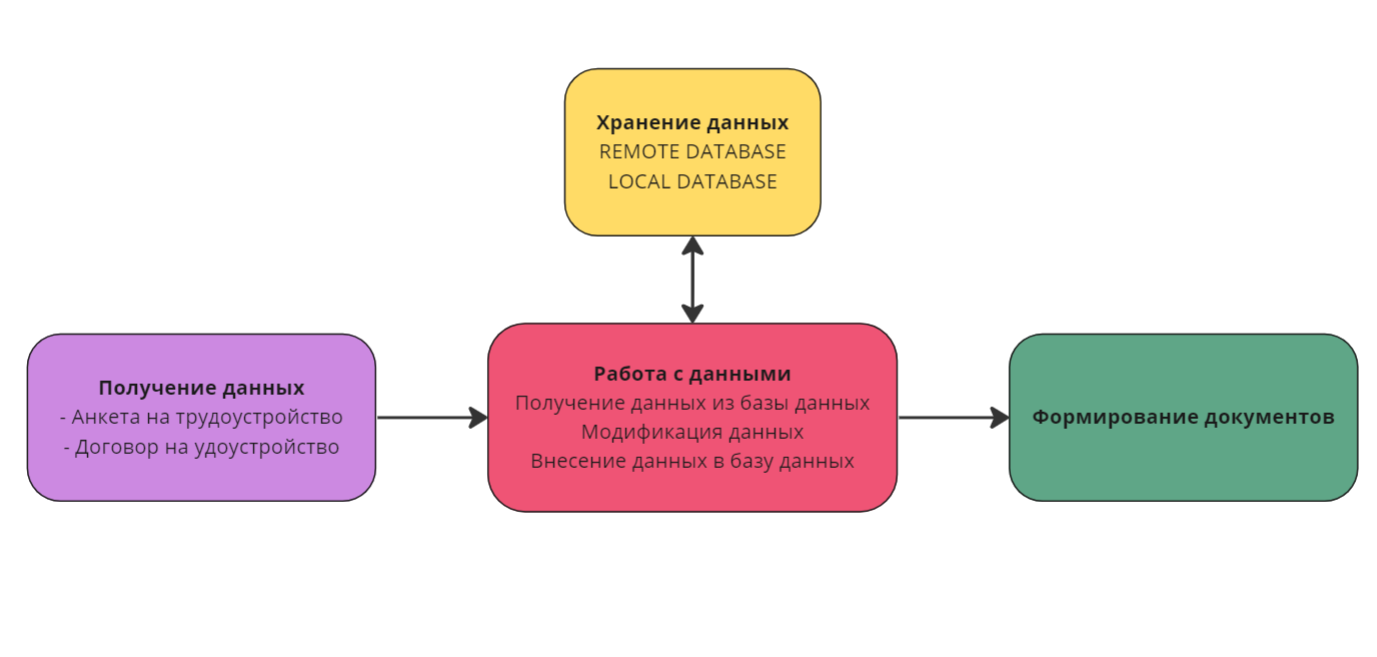 Хранение данных
REMOTE DATABASE
LOCAL DATABASE
Получение данных
- Анкета на трудоустройство
- Договор на удоустройство
Работа с данными
Получение данных из базы данных
Модификация данных
Внесение данных в базу данных
Формирование документов